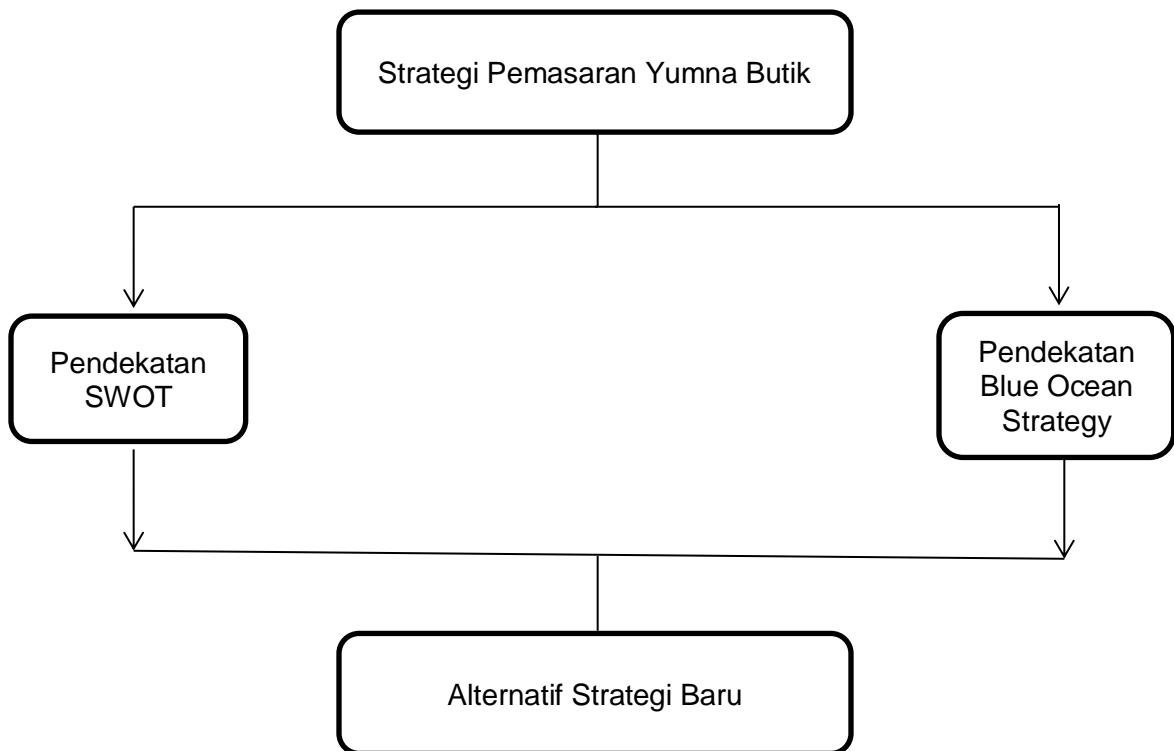 Strategi Pemasaran Yumna Butik
Pendekatan
SWOT
Pendekatan
Blue Ocean
Strategy
Alternatif Strategi Baru